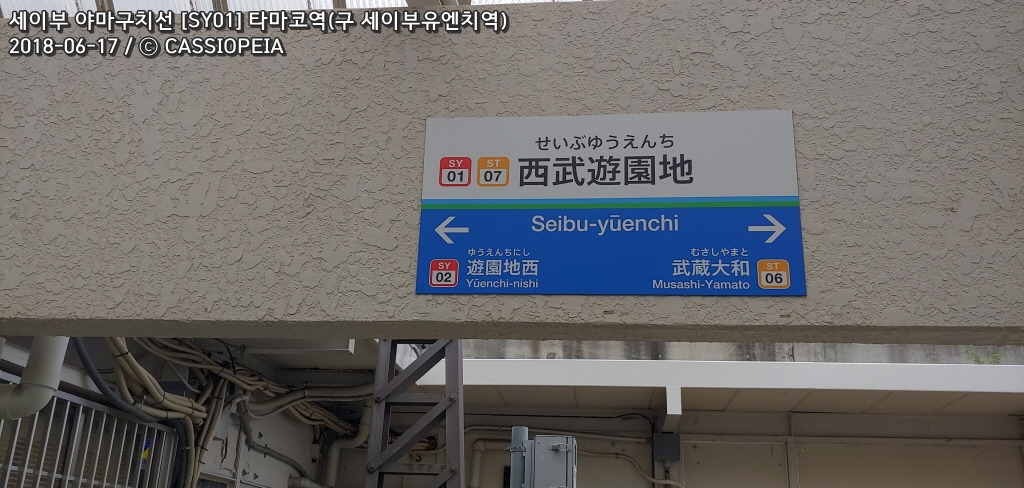 세이부 야마구치선 [SY01] 타마코역(구 세이부유엔치역)
2018-06-17 / © CASSIOPEIA
せいぶゆうえんち
SY 01 ST 07 西武遊園地
Seibu-yūenchi
ゆうえんちにし
SY 02 遊園地西
Yūenchi-nishi
むさしやまと
武蔵大和 ST 06
Musashi-Yamato